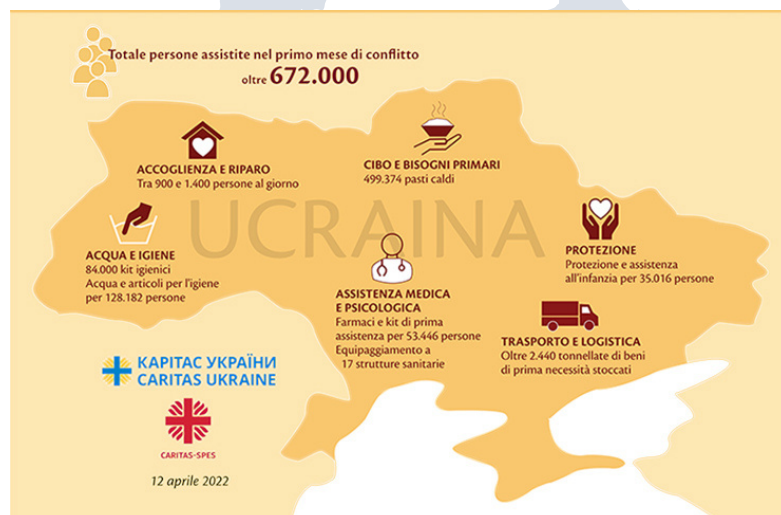 Totale persone assistite nel primo mese di conflitto
oltre 672.000
ACCOGLIENZA E RIPARO
Tra 900 e 1.400 persone al giorno
CIBO E BISOGNI PRIMARI
499.374 pasti caldi
UCRAINA
ACQUA E IGIENE
84.000 kit igienici
Acqua e articoli per l'igiene
per 128.182 persone
ASSISTENZA MEDICA
E PSICOLOGICA
Farmaci e kit di prima
assistenza per 53.446 persone
Equipaggiamento a
17 strutture sanitarie
PROTEZIONE
Protezione e assistenza
all'infanzia per 35.016 persone
TRASPORTO E LOGISTICA
Oltre 2.440 tonnellate di beni
di prima necessità stoccati
КАРІТАС УКРАЇНИ
CARITAS UKRAINE
CARITAS-SPES
12 aprile 2022